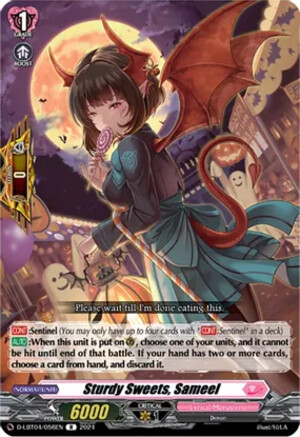 1
GRADE
BOOST
0
Please wait till I'm done eating this.
CONT:Sentinel (You may only have up to four cards with "CONT:Sentinel" in a deck)
AUTO:When this unit is put on , choose one of your units, and it cannot
be hit until end of that battle. If your hand has two or more cards,
choose a card from your hand, and discard it.
NORMAL UNIT
Sturdy Sweets, Sameel
D-LBT04/056EN R 2024
POWER
6000
CRITICAL
1
Lyrical Monasterio
Demon